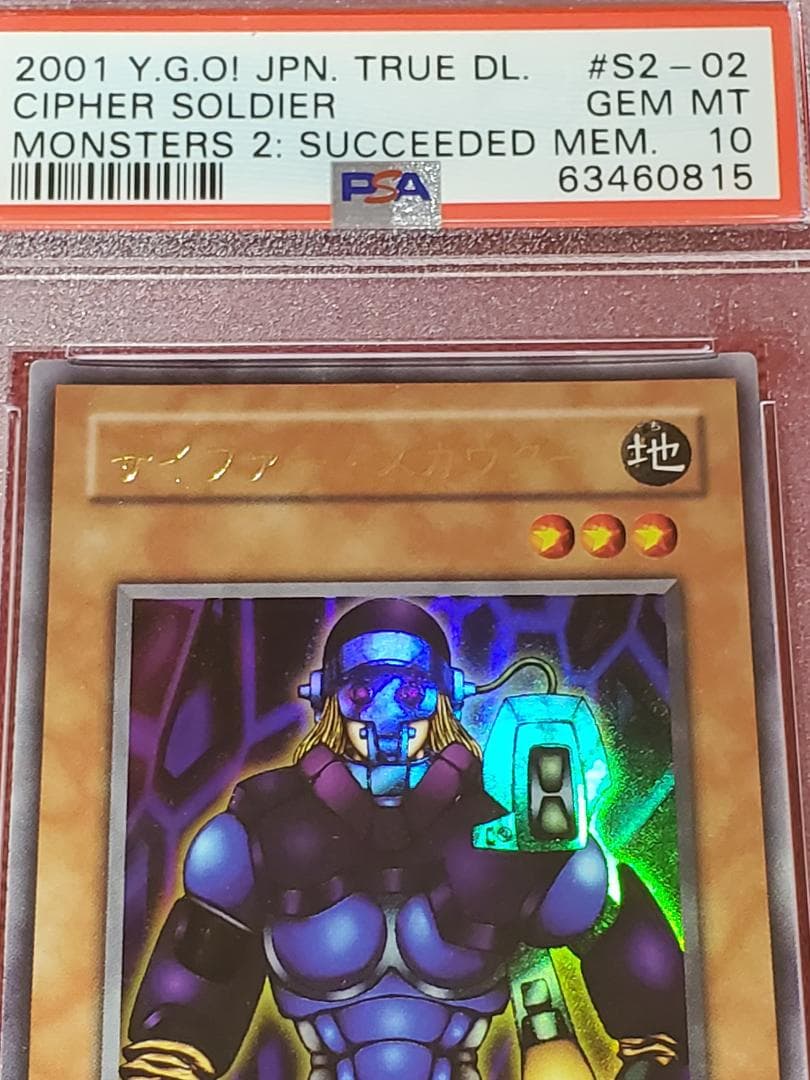 2001 Y.G.O! JPN. TRUE DL. #S2-02
CIPHER SOLDIER GEM MT
MONSTERS 2: SUCCEEDED MEM. 10
PSA 63460815
サイファー・スカウター
地